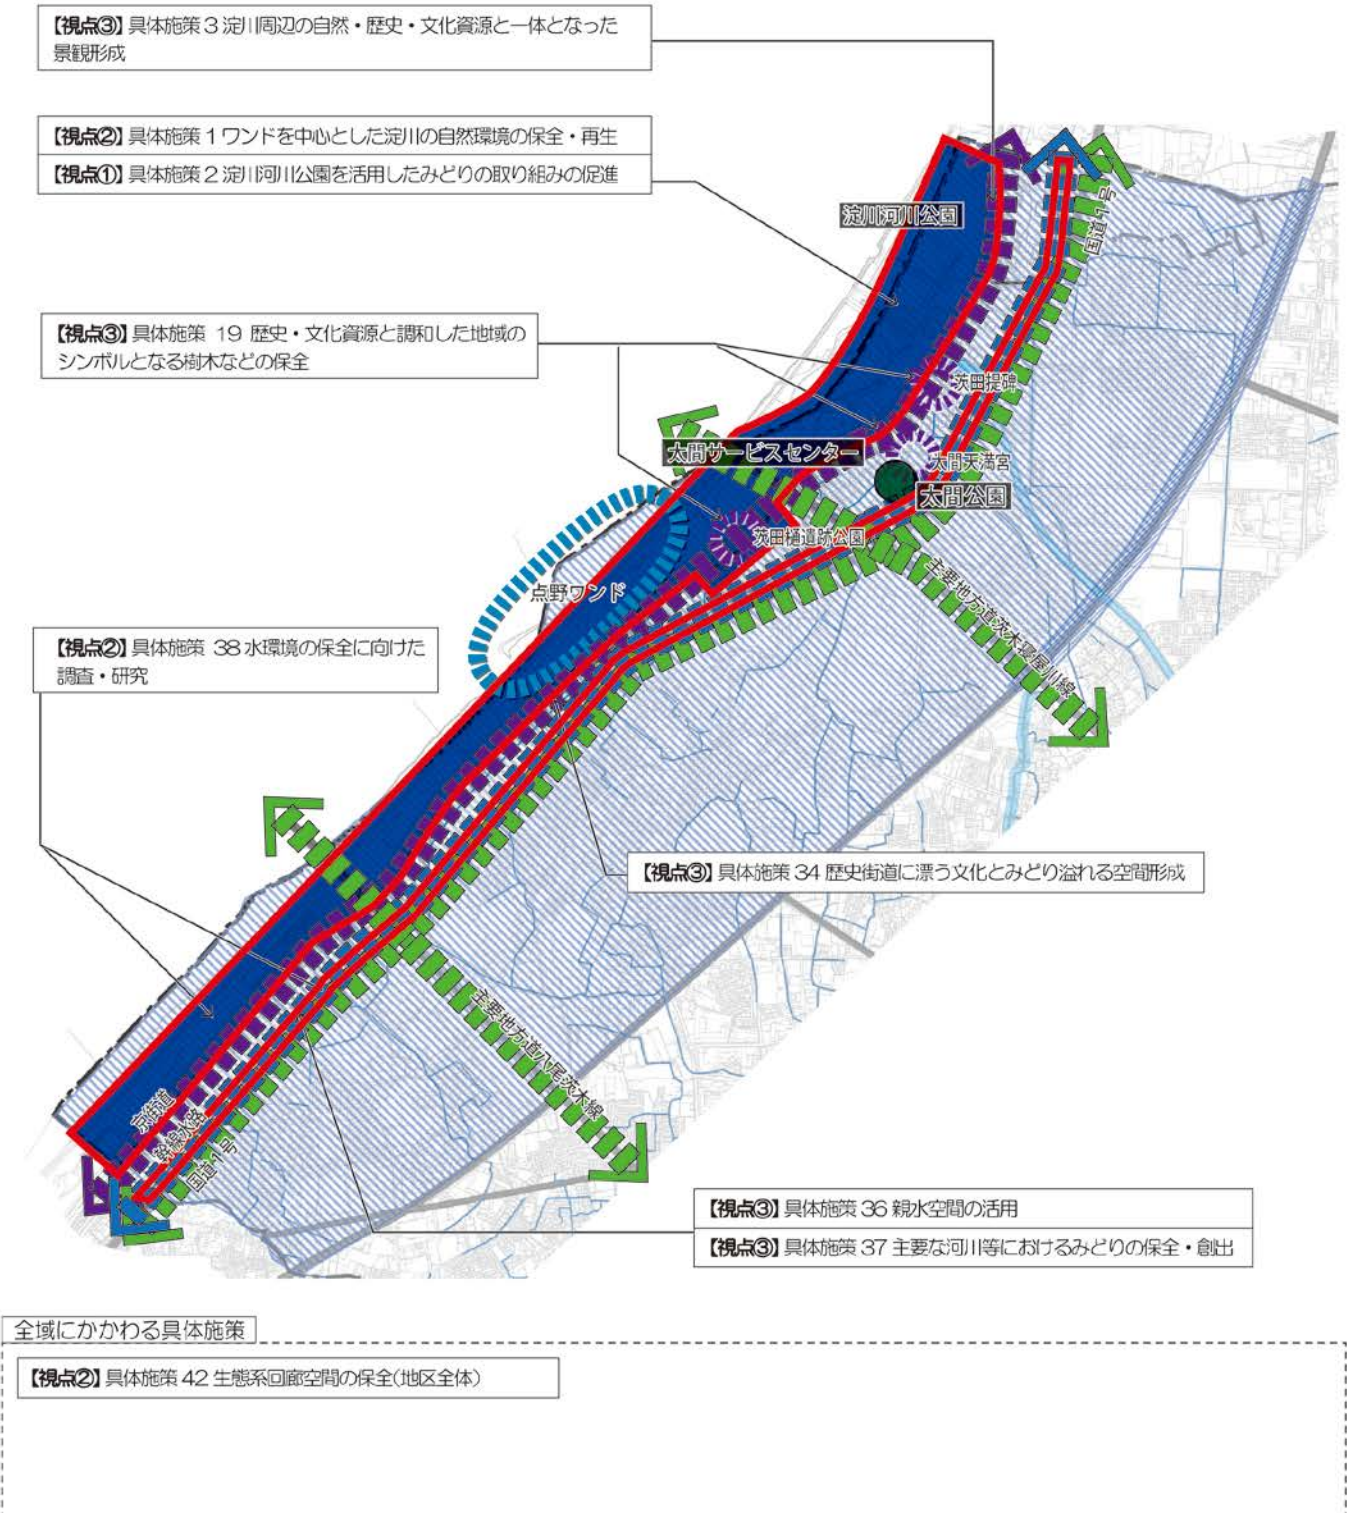 【視点③】具体施策 3 淀川周辺の自然・歴史・文化資源と一体となった
景観形成
【視点②】具体施策 1 ワンドを中心とした淀川の自然環境の保全・再生
【視点①】具体施策 2 淀川河川公園を活用したみどりの取り組みの促進
淀川河川公園
国道1号
【視点③】具体施策 19 歴史・文化資源と調和した地域の
シンボルとなる樹木などの保全
茨田堤碑
太間サービスセンター
太間天満宮
太間公園
茨田樋遺跡公園
点野ワンド
主要地方道茨木寝屋川線
【視点②】具体施策 38 水環境の保全に向けた
調査・研究
【視点③】具体施策 34 歴史街道に漂う文化とみどり溢れる空間形成
主要地方道八尾茨木線
京街道
幹線水路
国道1号
【視点③】具体施策 36 親水空間の活用
【視点③】具体施策 37 主要な河川等におけるみどりの保全・創出
全域にかかわる具体施策
【視点②】具体施策 42 生態系回廊空間の保全(地区全体)